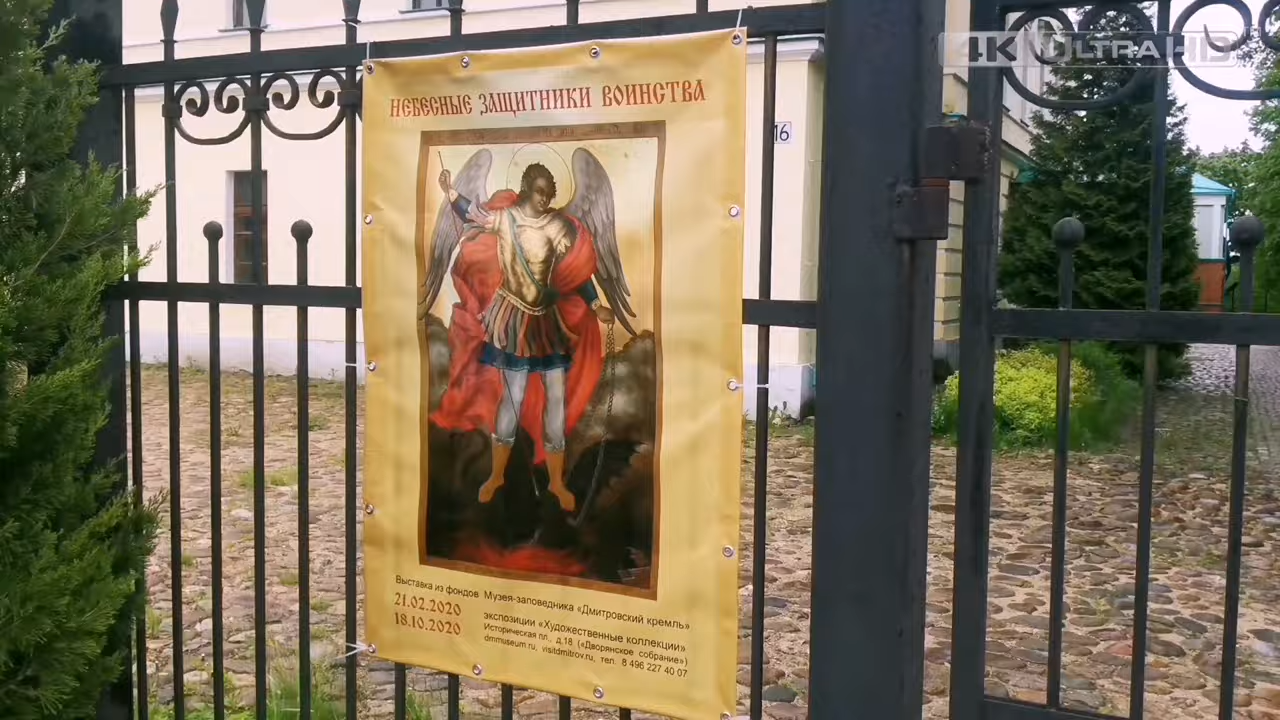 4K ULTRA HD
НЕБЕСНЫЕ ЗАЩИТНИКИ ВОИНСТВА
16
Выставка из фондов Музея-заповедника «Дмитровский кремль»
21.02.2020
18.10.2020
экспозиции «Художественные коллекции»
Историческая пл., д.18 («Дворянское собрание»)
dmmuseum.ru, visitdmitrov.ru, тел. 8 496 227 40 07